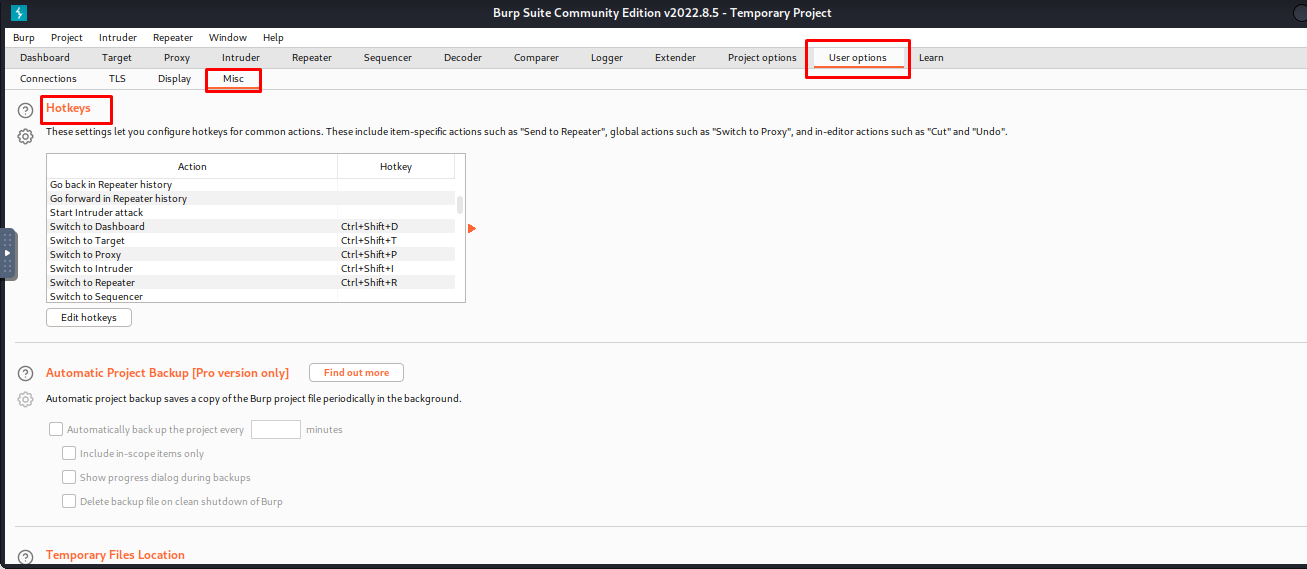 Burp Suite Community Edition v2022.8.5 - Temporary Project
Burp Project Intruder Repeater Window Help
Dashboard Target Proxy Intruder Repeater Sequencer Decoder Comparer Logger Extender Project options User options Learn
Connections TLS Display Misc
Hotkeys
These settings let you configure hotkeys for common actions. These include item-specific actions such as "Send to Repeater", global actions such as "Switch to Proxy", and in-editor actions such as "Cut" and "Undo".
Action Hotkey
Go back in Repeater history
Go forward in Repeater history
Start Intruder attack
Switch to Dashboard Ctrl+Shift+D
Switch to Target Ctrl+Shift+T
Switch to Proxy Ctrl+Shift+P
Switch to Intruder Ctrl+Shift+I
Switch to Repeater Ctrl+Shift+R
Switch to Sequencer
Edit hotkeys
Automatic Project Backup [Pro version only] Find out more
Automatic project backup saves a copy of the Burp project file periodically in the background.
Automatically back up the project every minutes
Include in-scope items only
Show progress dialog during backups
Delete backup file on clean shutdown of Burp
Temporary Files Location